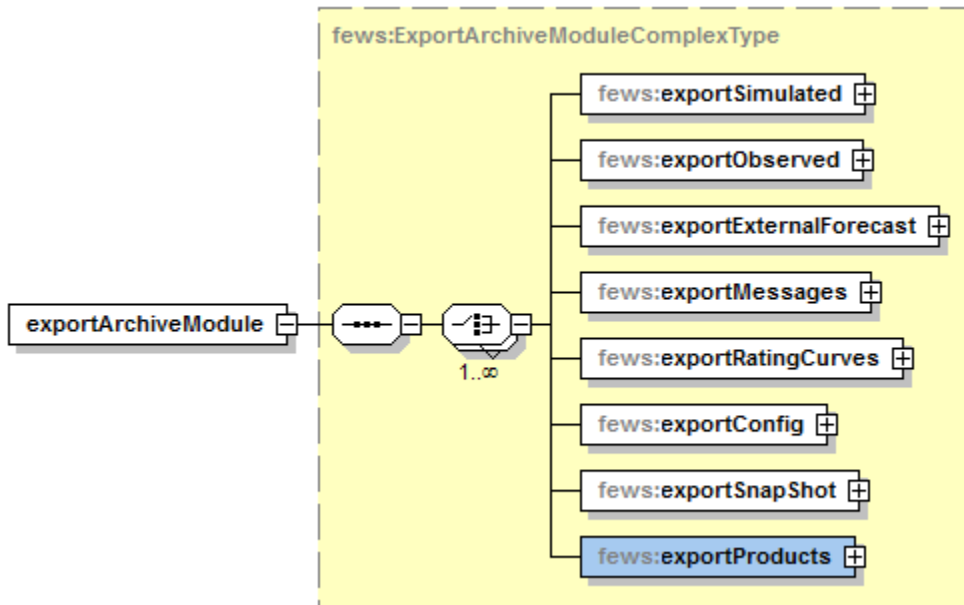 fews:ExportArchiveModuleComplexType
fews:exportSimulated
fews:exportObserved
fews:exportExternalForecast
fews:exportMessages
exportArchiveModule
1..∞
fews:exportRatingCurves
fews:exportConfig
fews:exportSnapShot
fews:exportProducts